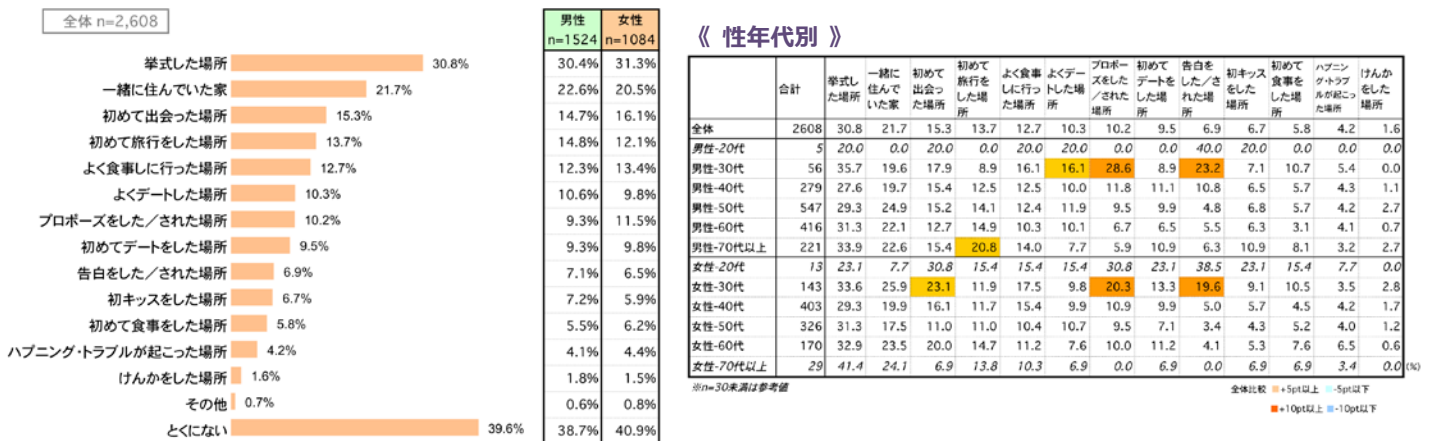 全体 n=2,608
男性 女性
n=1524 n=1084
挙式した場所 30.8% 30.4% 31.3%
一緒に住んでいた家 21.7% 22.6% 20.5%
初めて出会った場所 15.3% 14.7% 16.1%
初めて旅行をした場所 13.7% 14.8% 12.1%
よく食事しに行った場所 12.7% 12.3% 13.4%
よくデートした場所 10.3% 10.6% 9.8%
プロポーズをした／された場所 10.2% 9.3% 11.5%
初めてデートをした場所 9.5% 9.3% 9.8%
告白をした／された場所 6.9% 7.1% 6.5%
初キッスをした場所 6.7% 7.2% 5.9%
初めて食事をした場所 5.8% 5.5% 6.2%
ハプニング・トラブルが起こった場所 4.2% 4.1% 4.4%
けんかをした場所 1.6% 1.8% 1.5%
その他 0.7% 0.6% 0.8%
とくにない 39.6% 38.7% 40.9%
《 性年代別 》
合計 挙式した場所 一緒に住んでいた家 初めて出会った場所 初めて旅行をした場所 よく食事しに行った場所 よくデートした場所 プロポーズをした／された場所 初めてデートをした場所 告白をした／された場所 初キッスをした場所 初めて食事をした場所 ハプニング・トラブルが起こった場所 けんかをした場所
全体 2608 30.8 21.7 15.3 13.7 12.7 10.3 10.2 9.5 6.9 6.7 5.8 4.2 1.6
男性-20代 5 20.0 0.0 20.0 0.0 20.0 20.0 0.0 0.0 40.0 20.0 0.0 0.0 0.0
男性-30代 56 35.7 19.6 17.9 8.9 16.1 16.1 28.6 8.9 23.2 7.1 10.7 5.4 0.0
男性-40代 279 27.6 19.7 15.4 12.5 12.5 10.0 11.8 11.1 10.8 6.5 5.7 4.3 1.1
男性-50代 547 29.3 24.9 15.2 14.1 12.4 11.9 9.5 9.9 4.8 6.8 5.7 4.2 2.7
男性-60代 416 31.3 22.1 12.7 14.9 10.3 10.1 6.7 6.5 5.5 6.3 3.1 4.1 0.7
男性-70代以上 221 33.9 22.6 15.4 20.8 14.0 7.7 5.9 10.9 6.3 10.9 8.1 3.2 2.7
女性-20代 13 23.1 7.7 30.8 15.4 15.4 15.4 30.8 23.1 38.5 23.1 15.4 7.7 0.0
女性-30代 143 33.6 25.9 23.1 11.9 17.5 9.8 20.3 13.3 19.6 9.1 10.5 3.5 2.8
女性-40代 403 29.3 19.9 16.1 11.7 15.4 9.9 10.9 9.9 5.0 5.7 4.5 4.2 1.7
女性-50代 326 31.3 17.5 11.0 11.0 10.4 10.7 9.5 7.1 3.4 4.3 5.2 4.0 1.2
女性-60代 170 32.9 23.5 20.0 14.7 11.2 7.6 10.0 11.2 4.1 5.3 7.6 6.5 0.6
女性-70代以上 29 41.4 24.1 6.9 13.8 10.3 6.9 0.0 6.9 0.0 6.9 6.9 3.4 0.0 (%)
※n=30未満は参考値
全体比較 +5pt以上 -5pt以下
+10pt以上 -10pt以下